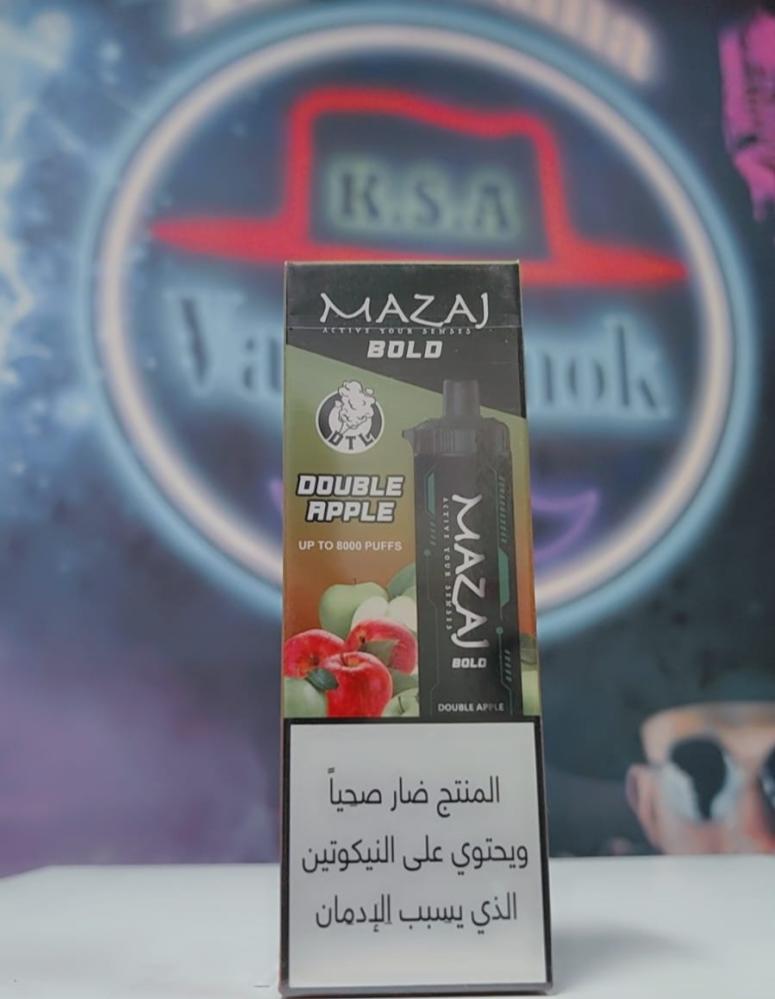 K.S.A
MAZAJ
ACTIVE YOUR SENSES
BOLD
DTL
DOUBLE
APPLE
UP TO 8000 PUFFS
MAZAJ
ACTIVE YOUR SENSES
BOLD
DOUBLE APPLE
المنتج ضار صحياً
ويحتوي على النيكوتين
الذي يسبب الإدمان